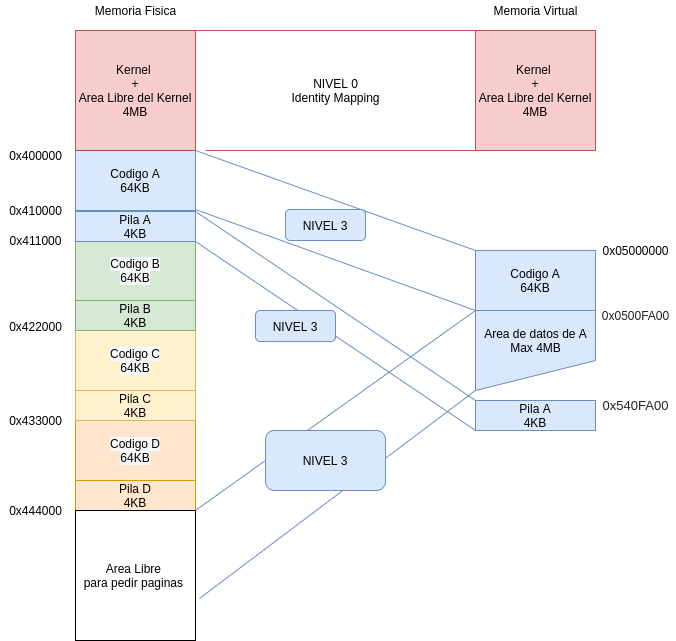 Memoria Fisica
Memoria Virtual
Kernel
+
Area Libre del Kernel
4MB
NIVEL 0
Identity Mapping
Kernel
+
Area Libre del Kernel
4MB
0x400000
Codigo A
64KB
0x410000
Pila A
4KB
0x411000
Codigo B
64KB
Pila B
4KB
0x422000
Codigo C
64KB
Pila C
4KB
0x433000
Codigo D
64KB
Pila D
4KB
0x444000
Area Libre
para pedir paginas
NIVEL 3
NIVEL 3
NIVEL 3
0x05000000
Codigo A
64KB
0x0500FA00
Area de datos de A
Max 4MB
0x540FA00
Pila A
4KB